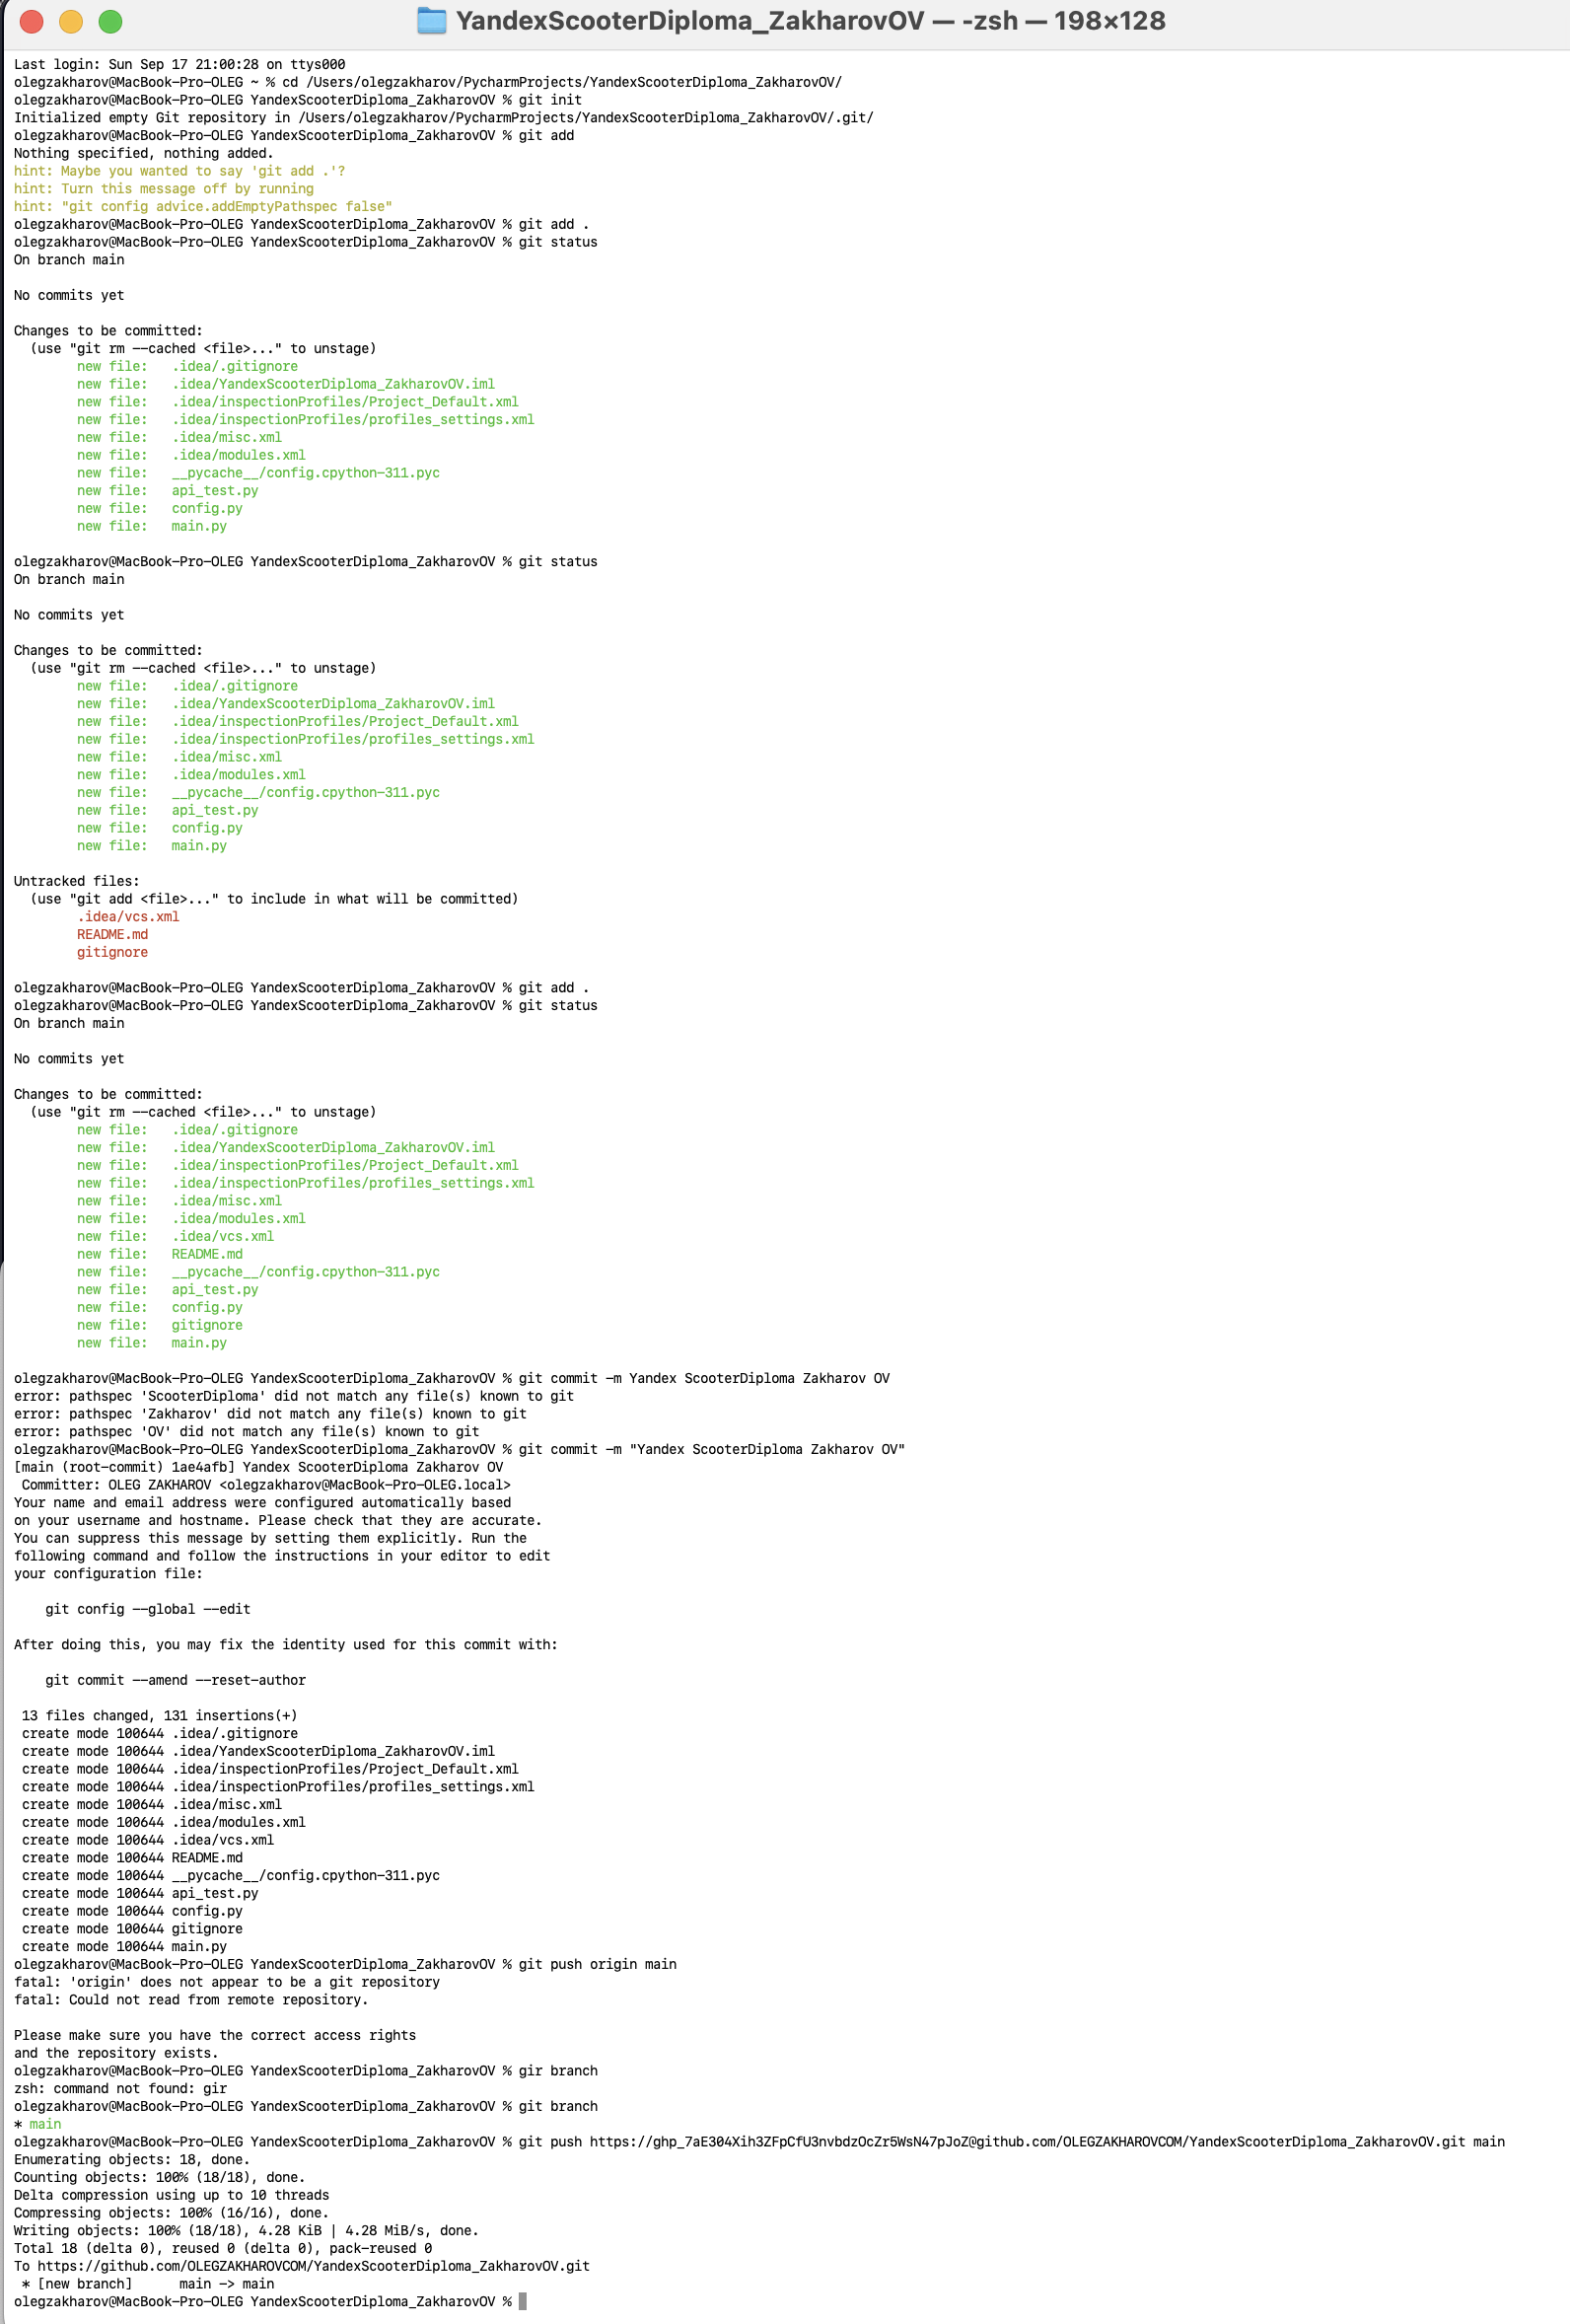 YandexScooterDiploma_ZakharovOV — -zsh — 198×128
Last login: Sun Sep 17 21:00:28 on ttys000
olegzakharov@MacBook-Pro-OLEG ~ % cd /Users/olegzakharov/PycharmProjects/YandexScooterDiploma_ZakharovOV/
olegzakharov@MacBook-Pro-OLEG YandexScooterDiploma_ZakharovOV % git init
Initialized empty Git repository in /Users/olegzakharov/PycharmProjects/YandexScooterDiploma_ZakharovOV/.git/
olegzakharov@MacBook-Pro-OLEG YandexScooterDiploma_ZakharovOV % git add
Nothing specified, nothing added.
hint: Maybe you wanted to say 'git add .'?
hint: Turn this message off by running
hint: "git config advice.addEmptyPathspec false"
olegzakharov@MacBook-Pro-OLEG YandexScooterDiploma_ZakharovOV % git add .
olegzakharov@MacBook-Pro-OLEG YandexScooterDiploma_ZakharovOV % git status
On branch main
No commits yet
Changes to be committed:
(use "git rm --cached <file>..." to unstage)
new file:   .idea/.gitignore
new file:   .idea/YandexScooterDiploma_ZakharovOV.iml
new file:   .idea/inspectionProfiles/Project_Default.xml
new file:   .idea/inspectionProfiles/profiles_settings.xml
new file:   .idea/misc.xml
new file:   .idea/modules.xml
new file:   __pycache__/config.cpython-311.pyc
new file:   api_test.py
new file:   config.py
new file:   main.py
olegzakharov@MacBook-Pro-OLEG YandexScooterDiploma_ZakharovOV % git status
On branch main
No commits yet
Changes to be committed:
(use "git rm --cached <file>..." to unstage)
new file:   .idea/.gitignore
new file:   .idea/YandexScooterDiploma_ZakharovOV.iml
new file:   .idea/inspectionProfiles/Project_Default.xml
new file:   .idea/inspectionProfiles/profiles_settings.xml
new file:   .idea/misc.xml
new file:   .idea/modules.xml
new file:   __pycache__/config.cpython-311.pyc
new file:   api_test.py
new file:   config.py
new file:   main.py
Untracked files:
(use "git add <file>..." to include in what will be committed)
.idea/vcs.xml
README.md
gitignore
olegzakharov@MacBook-Pro-OLEG YandexScooterDiploma_ZakharovOV % git add .
olegzakharov@MacBook-Pro-OLEG YandexScooterDiploma_ZakharovOV % git status
On branch main
No commits yet
Changes to be committed:
(use "git rm --cached <file>..." to unstage)
new file:   .idea/.gitignore
new file:   .idea/YandexScooterDiploma_ZakharovOV.iml
new file:   .idea/inspectionProfiles/Project_Default.xml
new file:   .idea/inspectionProfiles/profiles_settings.xml
new file:   .idea/misc.xml
new file:   .idea/modules.xml
new file:   .idea/vcs.xml
new file:   README.md
new file:   __pycache__/config.cpython-311.pyc
new file:   api_test.py
new file:   config.py
new file:   gitignore
new file:   main.py
olegzakharov@MacBook-Pro-OLEG YandexScooterDiploma_ZakharovOV % git commit -m Yandex ScooterDiploma Zakharov OV
error: pathspec 'ScooterDiploma' did not match any file(s) known to git
error: pathspec 'Zakharov' did not match any file(s) known to git
error: pathspec 'OV' did not match any file(s) known to git
olegzakharov@MacBook-Pro-OLEG YandexScooterDiploma_ZakharovOV % git commit -m "Yandex ScooterDiploma Zakharov OV"
[main (root-commit) 1ae4afb] Yandex ScooterDiploma Zakharov OV
Committer: OLEG ZAKHAROV <olegzakharov@MacBook-Pro-OLEG.local>
Your name and email address were configured automatically based
on your username and hostname. Please check that they are accurate.
You can suppress this message by setting them explicitly. Run the
following command and follow the instructions in your editor to edit
your configuration file:
git config --global --edit
After doing this, you may fix the identity used for this commit with:
git commit --amend --reset-author
13 files changed, 131 insertions(+)
create mode 100644 .idea/.gitignore
create mode 100644 .idea/YandexScooterDiploma_ZakharovOV.iml
create mode 100644 .idea/inspectionProfiles/Project_Default.xml
create mode 100644 .idea/inspectionProfiles/profiles_settings.xml
create mode 100644 .idea/misc.xml
create mode 100644 .idea/modules.xml
create mode 100644 .idea/vcs.xml
create mode 100644 README.md
create mode 100644 __pycache__/config.cpython-311.pyc
create mode 100644 api_test.py
create mode 100644 config.py
create mode 100644 gitignore
create mode 100644 main.py
olegzakharov@MacBook-Pro-OLEG YandexScooterDiploma_ZakharovOV % git push origin main
fatal: 'origin' does not appear to be a git repository
fatal: Could not read from remote repository.
Please make sure you have the correct access rights
and the repository exists.
olegzakharov@MacBook-Pro-OLEG YandexScooterDiploma_ZakharovOV % gir branch
zsh: command not found: gir
olegzakharov@MacBook-Pro-OLEG YandexScooterDiploma_ZakharovOV % git branch
* main
olegzakharov@MacBook-Pro-OLEG YandexScooterDiploma_ZakharovOV % git push https://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@github.com/OLEGZAKHAROVCOM/YandexScooterDiploma_ZakharovOV.git main
Enumerating objects: 18, done.
Counting objects: 100% (18/18), done.
Delta compression using up to 10 threads
Compressing objects: 100% (16/16), done.
Writing objects: 100% (18/18), 4.28 KiB | 4.28 MiB/s, done.
Total 18 (delta 0), reused 0 (delta 0), pack-reused 0
To https://github.com/OLEGZAKHAROVCOM/YandexScooterDiploma_ZakharovOV.git
* [new branch]      main -> main
olegzakharov@MacBook-Pro-OLEG YandexScooterDiploma_ZakharovOV %